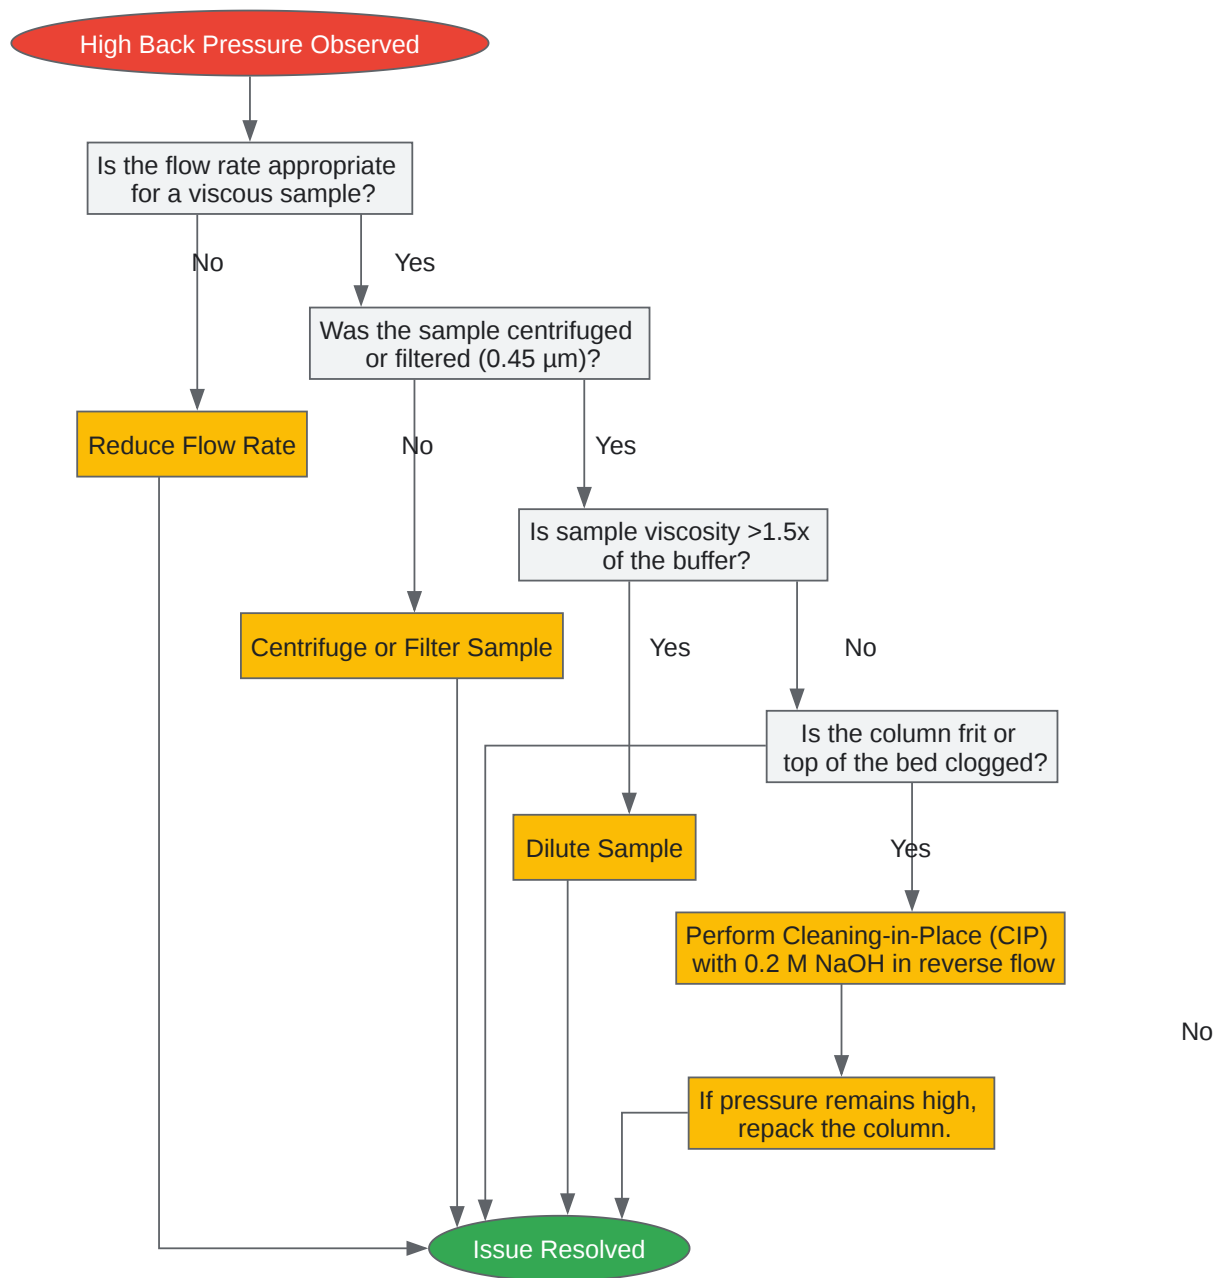 High Back Pressure Observed
Is the flow rate appropriate
for a viscous sample?
No
Yes
Was the sample centrifuged
or filtered (0.45 µm)?
Reduce Flow Rate
No
Yes
Is sample viscosity >1.5x
of the buffer?
Centrifuge or Filter Sample
Yes
No
Is the column frit or
top of the bed clogged?
Dilute Sample
Yes
Perform Cleaning-in-Place (CIP)
with 0.2 M NaOH in reverse flow
No
If pressure remains high,
repack the column.
Issue Resolved